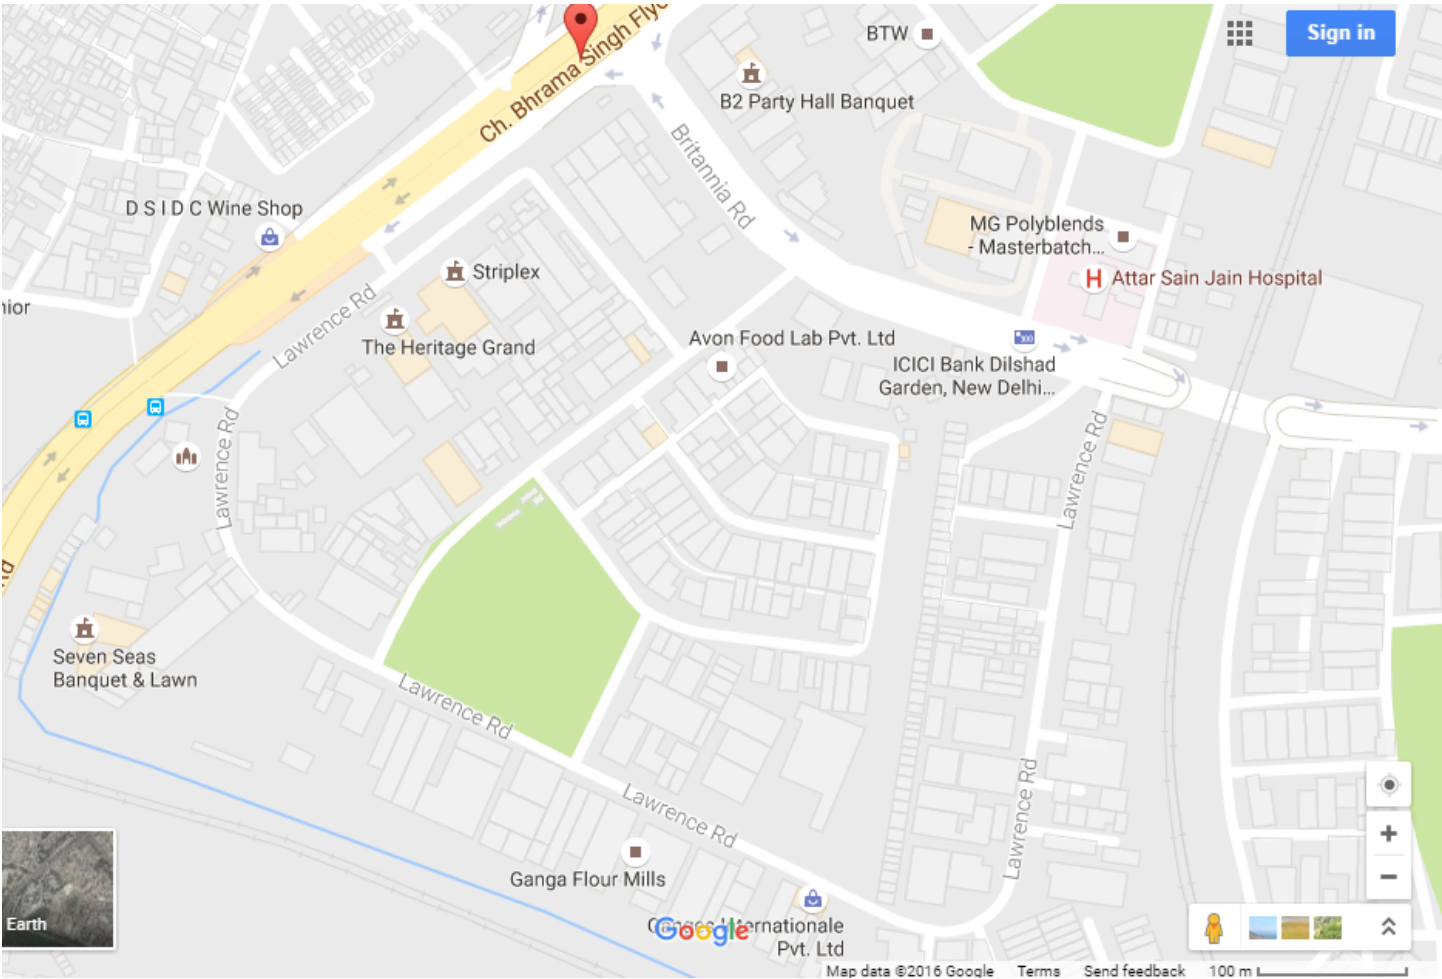 BTW
Sign in
Ch. Bhrama Singh Flyo
B2 Party Hall Banquet
Britannia Rd
D S I D C Wine Shop
MG Polyblends
- Masterbatch...
Attar Sain Jain Hospital
Striplex
nior
Lawrence Rd
The Heritage Grand
Avon Food Lab Pvt. Ltd
ICICI Bank Dilshad
Garden, New Delhi...
Lawrence Rd
Lawrence Rd
Rd
Seven Seas
Banquet & Lawn
Lawrence Rd
Lawrence Rd
Lawrence Rd
Ganga Flour Mills
Earth
Google
Internationale
Pvt. Ltd
Map data ©2016 Google
Terms
Send feedback
100 m